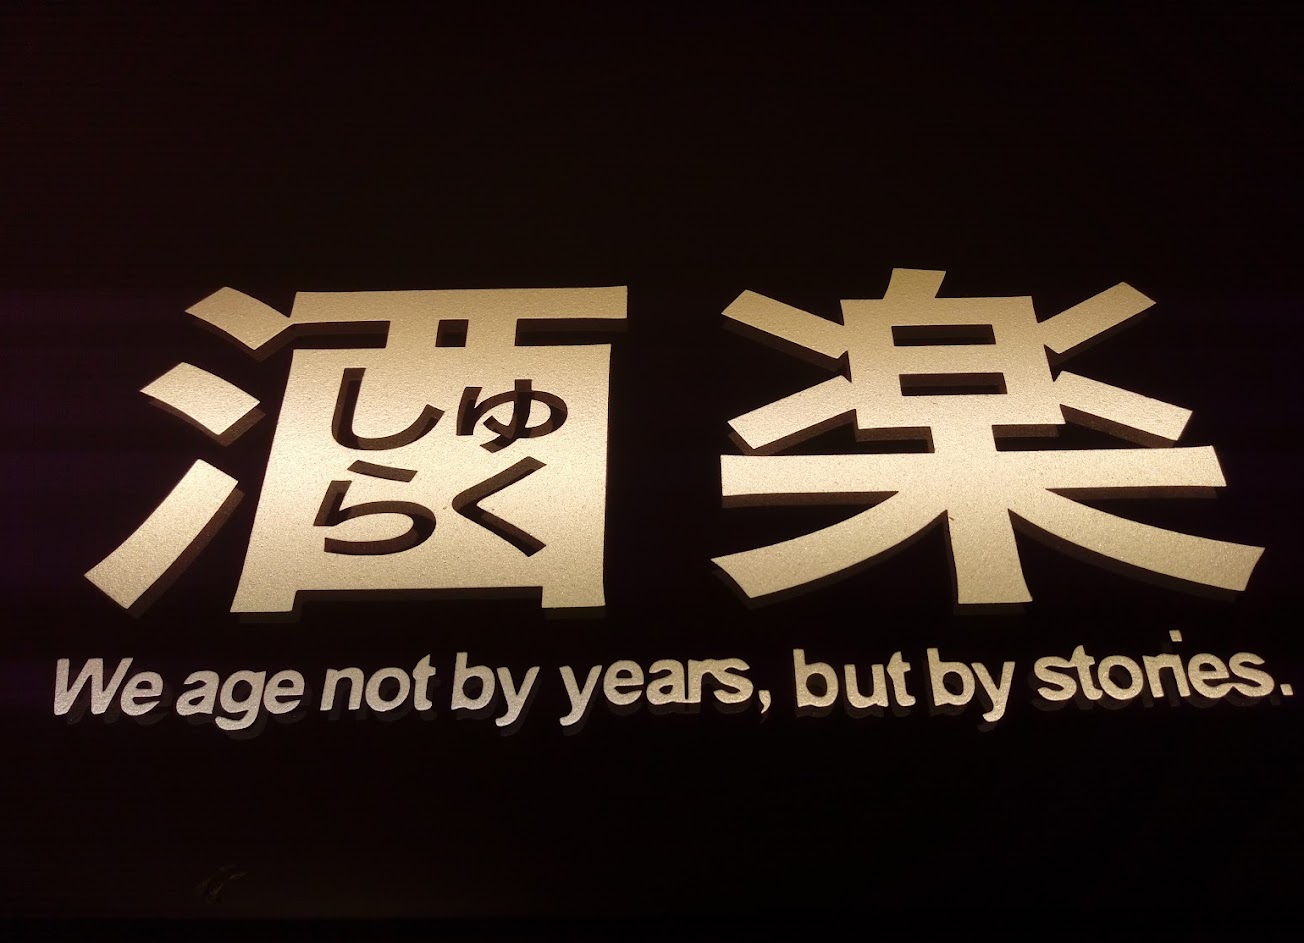 酒楽
しゅ
らく
We age not by years, but by stories.